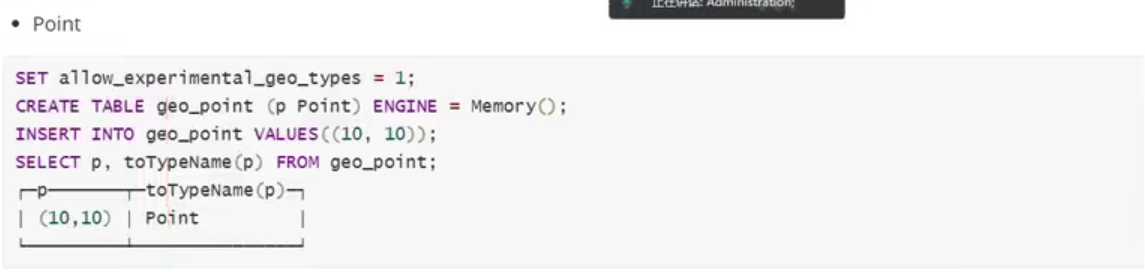 正在讲话: Administration;
• Point
SET allow_experimental_geo_types = 1;
CREATE TABLE geo_point (p Point) ENGINE = Memory();
INSERT INTO geo_point VALUES((10, 10));
SELECT p, toTypeName(p) FROM geo_point;
┌─p───────┬─toTypeName(p)─┐
│ (10,10) │ Point         │
└─────────┴───────────────┘